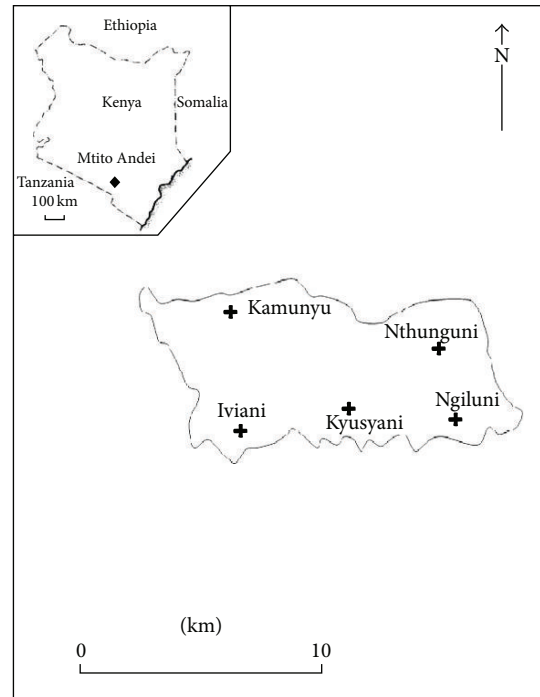 Ethiopia
N
Kenya
Somalia
Mtito Andei
Tanzania
100 km
Kamunyu
Nthunguni
Iviani
Ngiluni
Kyusyani
(km)
0
10